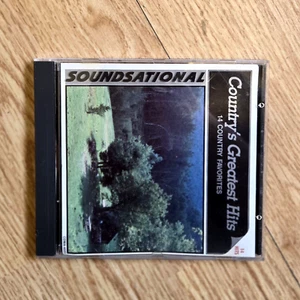 SOUNDSATIONAL
Country's Greatest Hits
14 COUNTRY FAVORITES